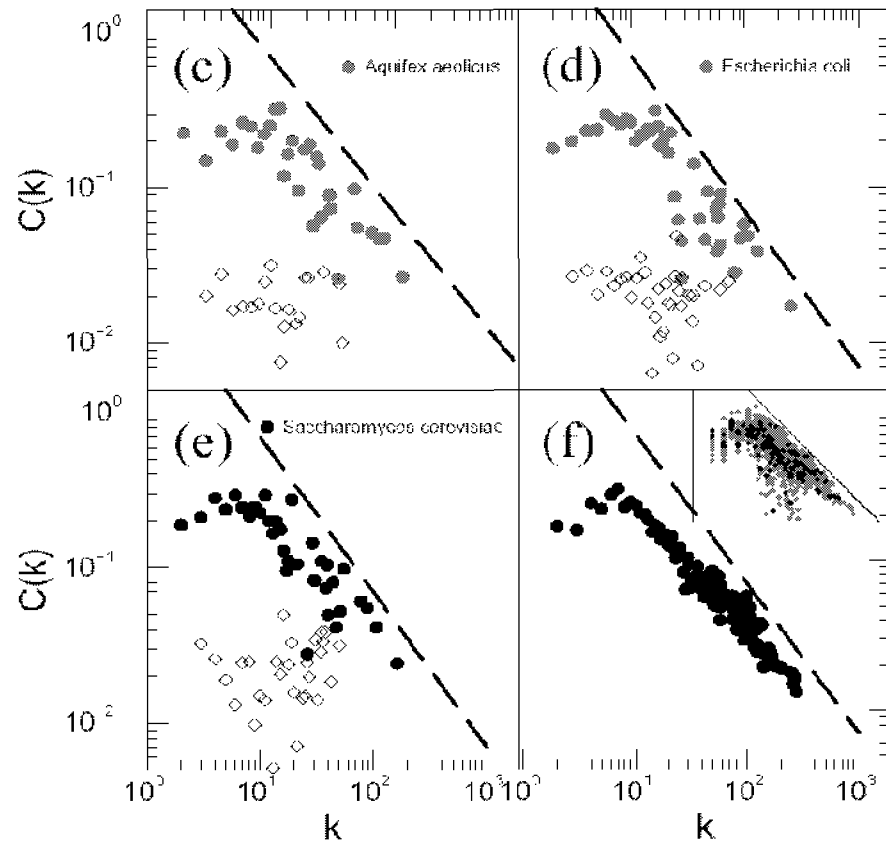 10⁰
(c)
Aquifex aeolicus
(d)
Escherichia coli
C(k)
10⁻¹
10⁻²
10⁰
(e)
Saccharomyces cerevisiae
(f)
C(k)
10⁻¹
10⁻²
10⁰
10¹
10²
10³
10¹
10²
10³
k
k